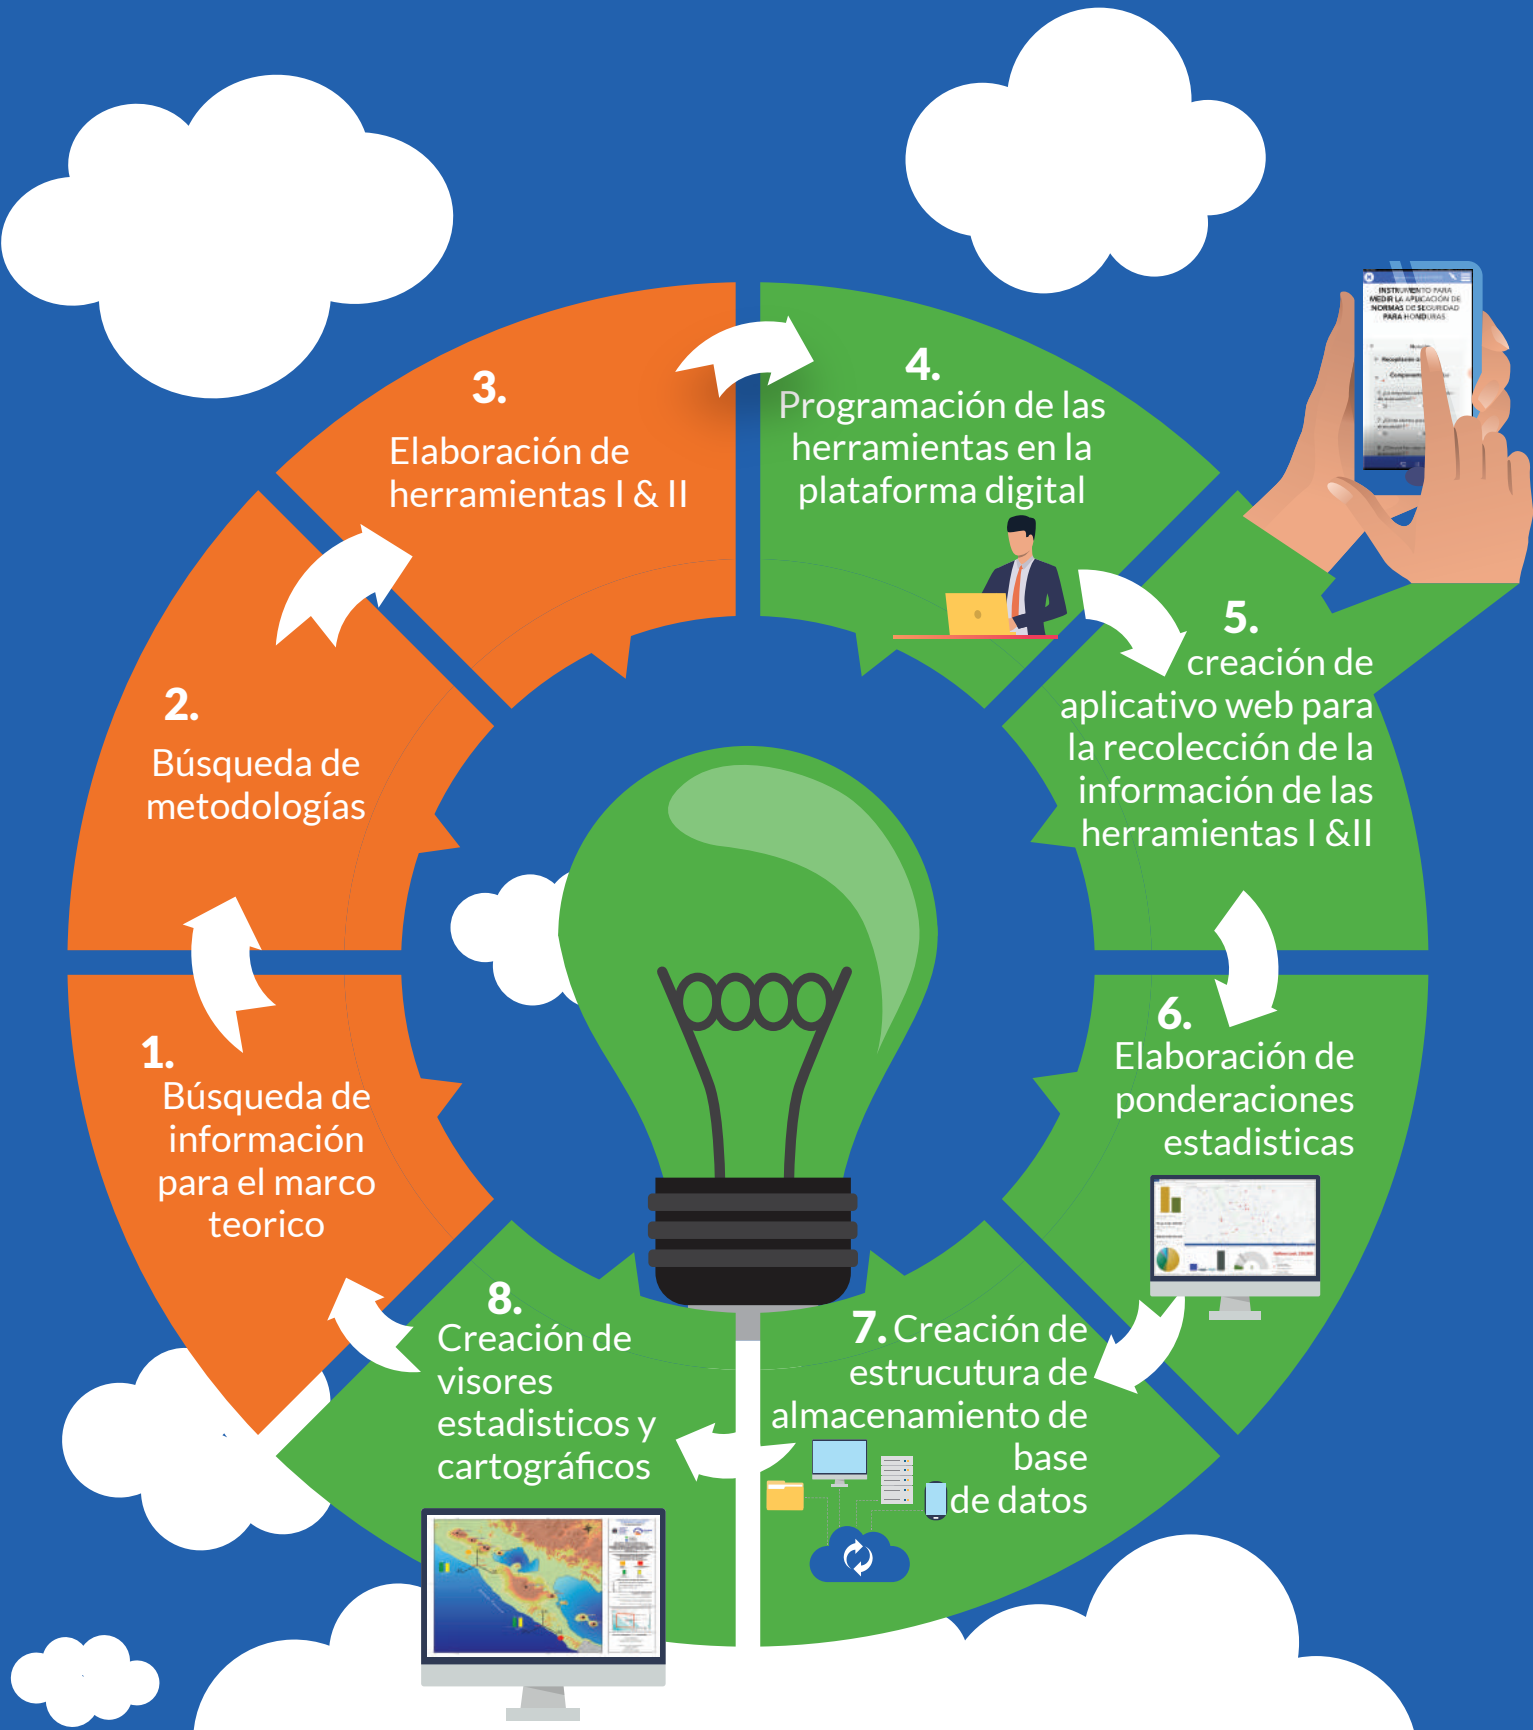 1.
Búsqueda de
información
para el marco
teorico
2.
Búsqueda de
metodologías
3.
Elaboración de
herramientas I & II
4.
Programación de las
herramientas en la
plataforma digital
5.
creación de
aplicativo web para
la recolección de la
información de las
herramientas I &II
INSTRUMENTO PARA
MEDIR LA APLICACIÓN DE
NORMAS DE SEGURIDAD
PARA HONDURAS
6.
Elaboración de
ponderaciones
estadisticas
7. Creación de
estrucutura de
almacenamiento de
base
de datos
8.
Creación de
visores
estadisticos y
cartográficos